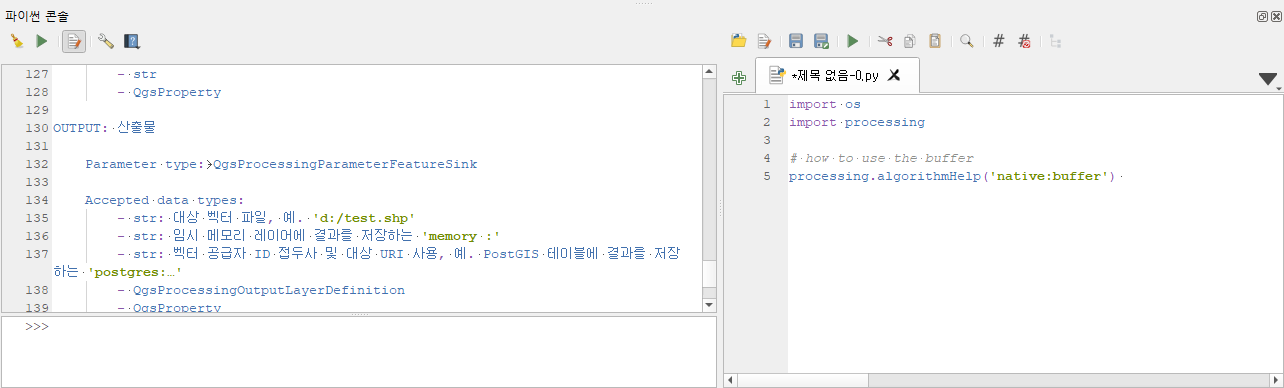 파이썬 콘솔
127 - str
128 - QgsProperty
129
130 OUTPUT: 산출물
131
132 Parameter type: QgsProcessingParameterFeatureSink
133
134 Accepted data types:
135 - str: 대상 벡터 파일, 예. 'd:/test.shp'
136 - str: 임시 메모리 레이어에 결과를 저장하는 'memory :'
137 - str: 벡터 공급자 ID 접두사 및 대상 URI 사용, 예. PostGIS 테이블에 결과를 저장
하는 'postgres:…'
138 - QgsProcessingOutputLayerDefinition
139 - QgsProperty
>>>
*제목 없음-0.py
1 import os
2 import processing
3
4 # how to use the buffer
5 processing.algorithmHelp('native:buffer')